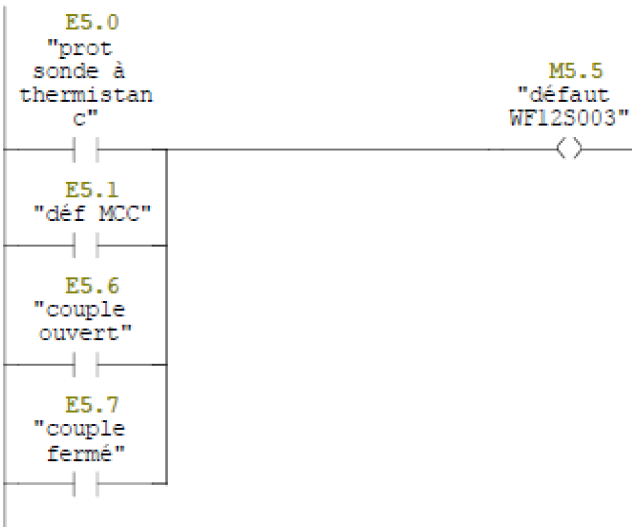 E5.0
"prot
sonde à
thermistan
c"
M5.5
"défaut
WF12S003"
E5.1
"déf MCC"
E5.6
"couple
ouvert"
E5.7
"couple
fermé"